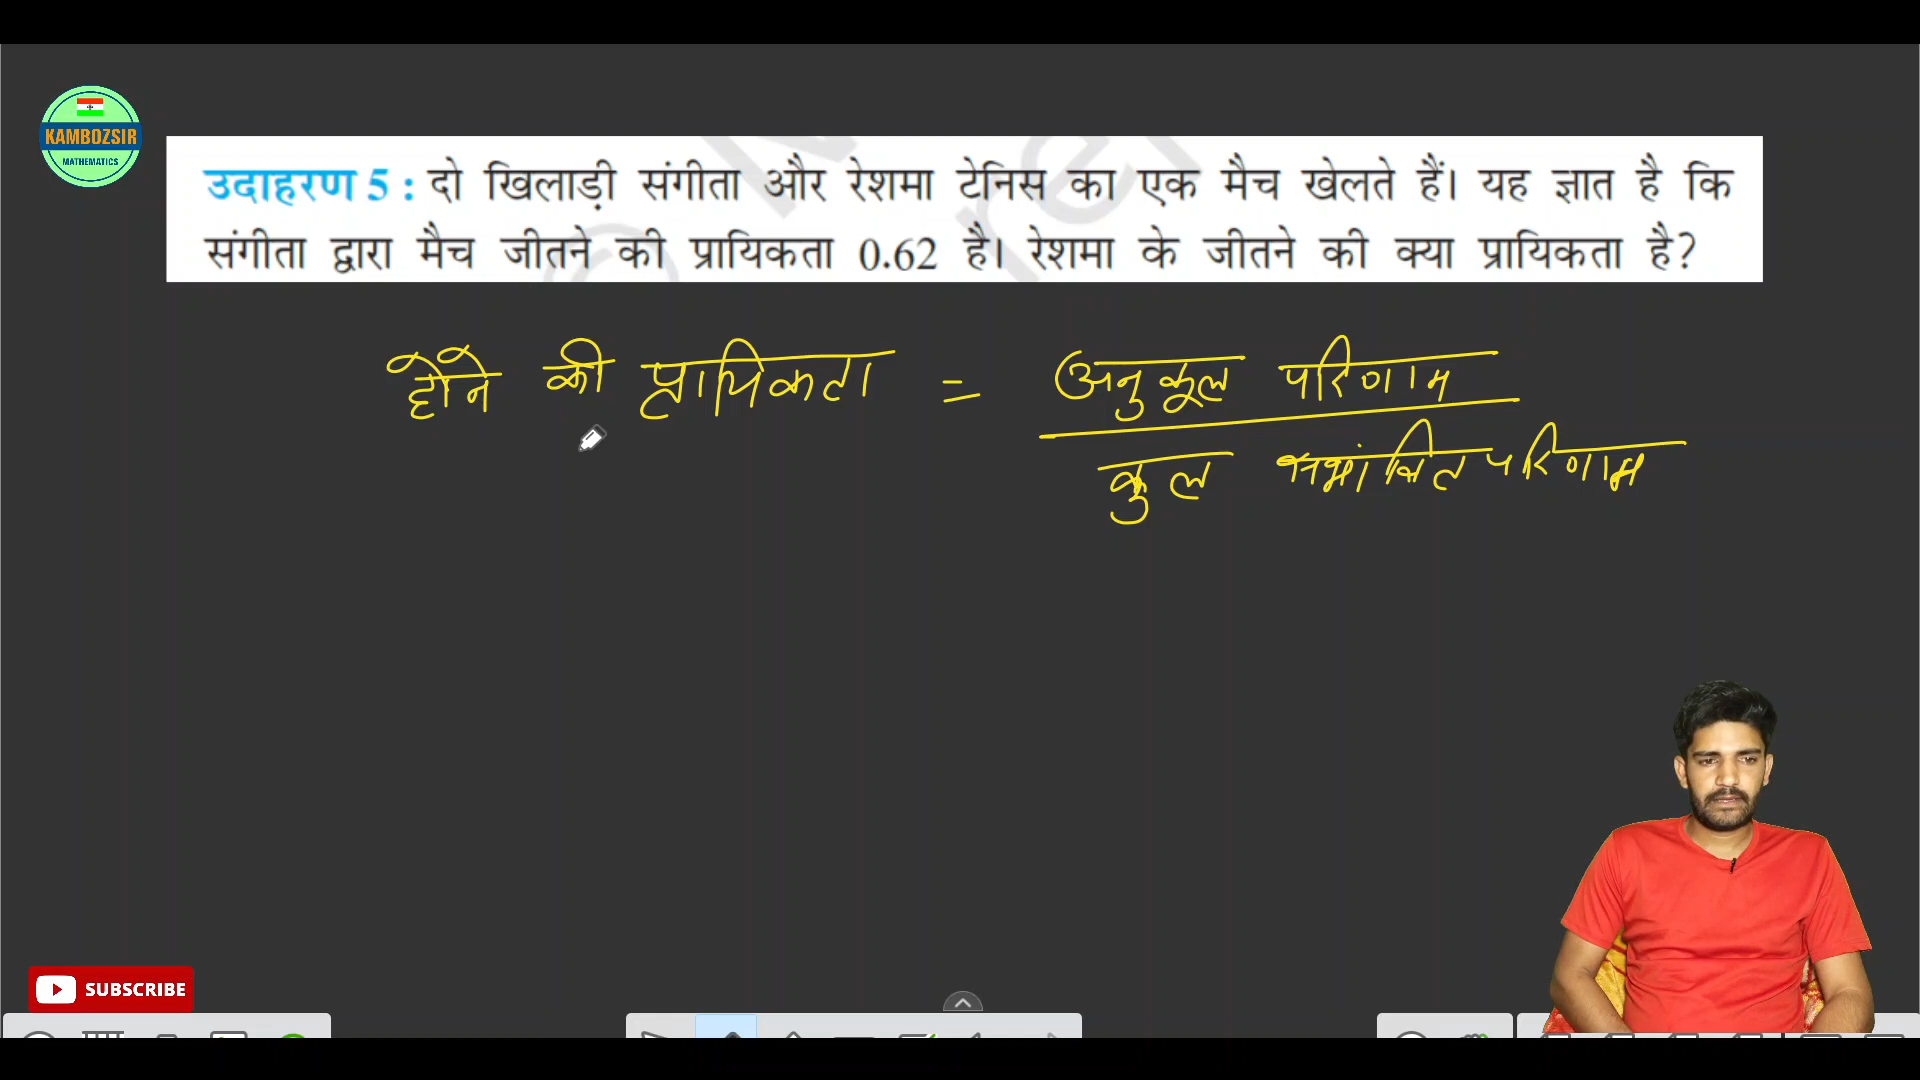 KAMBOZSIR
MATHEMATICS
उदाहरण 5 : दो खिलाड़ी संगीता और रेशमा टेनिस का एक मैच खेलते हैं। यह ज्ञात है कि
संगीता द्वारा मैच जीतने की प्रायिकता 0.62 है। रेशमा के जीतने की क्या प्रायिकता है?
होने की प्रायिकता = अनुकूल परिणाम
कुल सभांवित परिणाम
SUBSCRIBE